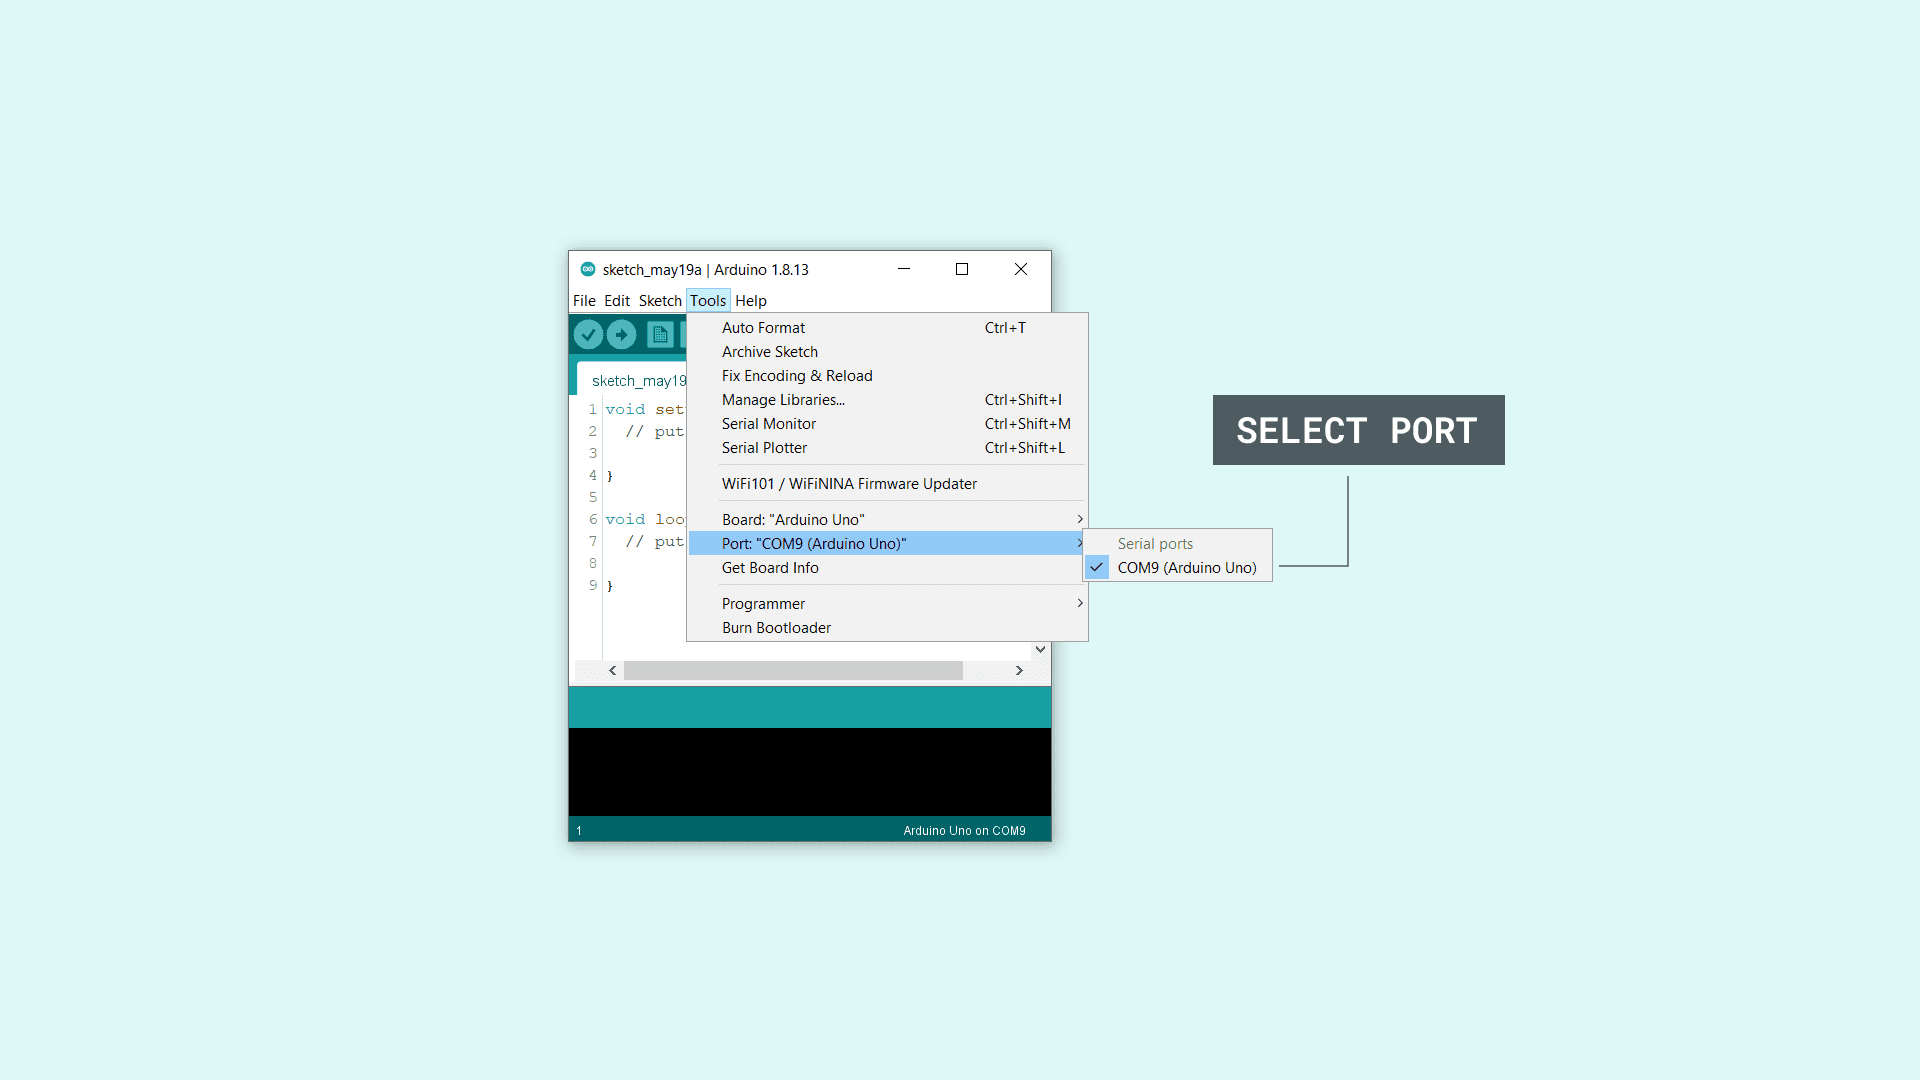 sketch_may19a | Arduino 1.8.13
File Edit Sketch Tools Help
Auto Format Ctrl+T
Archive Sketch
Fix Encoding & Reload
Manage Libraries... Ctrl+Shift+I
Serial Monitor Ctrl+Shift+M
Serial Plotter Ctrl+Shift+L
WiFi101 / WiFiNINA Firmware Updater
Board: "Arduino Uno"
Port: "COM9 (Arduino Uno)"
Get Board Info
Programmer
Burn Bootloader
Serial ports
COM9 (Arduino Uno)
SELECT PORT
sketch_may19
1 void set
2 // put
3
4 }
5
6 void loo
7 // put
8
9 }
1 Arduino Uno on COM9